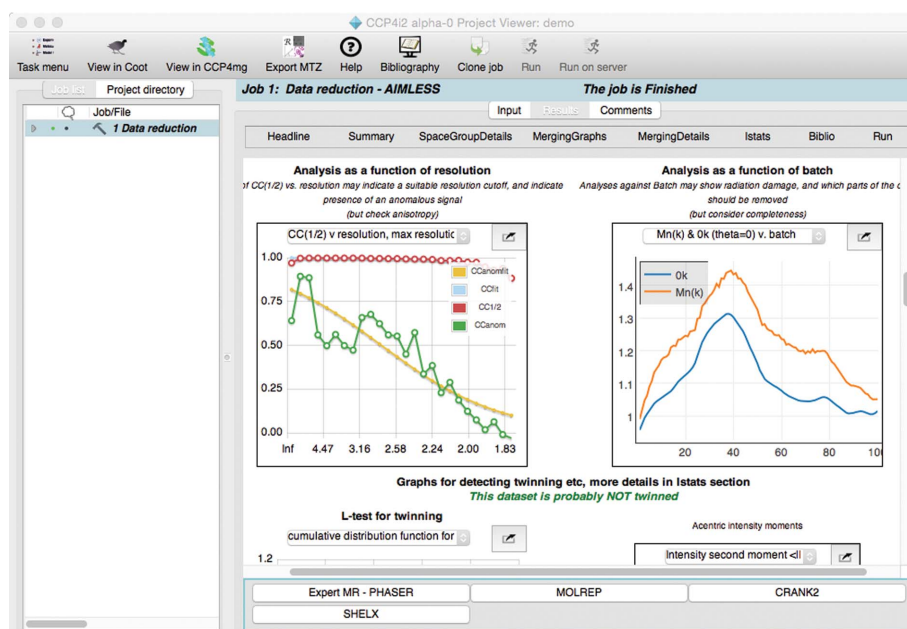 CCP4i2 alpha-0 Project Viewer: demo
Task menu View in Coot View in CCP4mg Export MTZ Help Bibliography Clone job Run Run on server
Job list Project directory
Job/File
1 Data reduction
Job 1: Data reduction - AIMLESS The job is Finished
Input Results Comments
Headline Summary SpaceGroupDetails MergingGraphs MergingDetails Istats Biblio Run
Analysis as a function of resolution
of CC(1/2) vs. resolution may indicate a suitable resolution cutoff, and indicate
presence of an anomalous signal
(but check anisotropy)
CC(1/2) v resolution, max resolutic
1.00
0.75
0.50
0.25
0.00
CCanomfit
CCfit
CC1/2
CCanom
Inf 4.47 3.16 2.58 2.24 2.00 1.83
Analysis as a function of batch
Analyses against Batch may show radiation damage, and which parts of the
should be removed
(but consider completeness)
Mn(k) & 0k (theta=0) v. batch
0k
Mn(k)
1.4
1.3
1.2
1.1
1
20 40 60 80 100
Graphs for detecting twinning etc, more details in Istats section
This dataset is probably NOT twinned
L-test for twinning
cumulative distribution function for
1.2
Acentric intensity moments
Intensity second moment <II
Expert MR - PHASER MOLREP CRANK2
SHELX